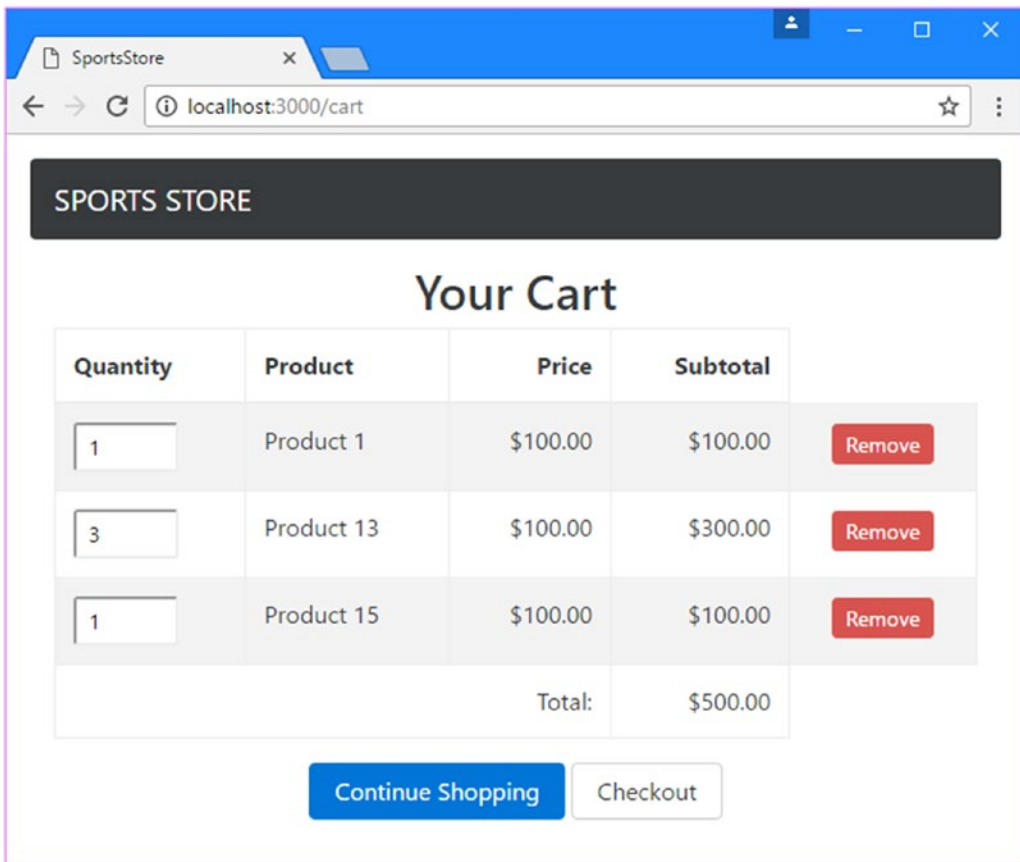 SportsStore
localhost:3000/cart
SPORTS STORE
Your Cart
Quantity Product Price Subtotal
1 Product 1 $100.00 $100.00 Remove
3 Product 13 $100.00 $300.00 Remove
1 Product 15 $100.00 $100.00 Remove
Total: $500.00
Continue Shopping Checkout